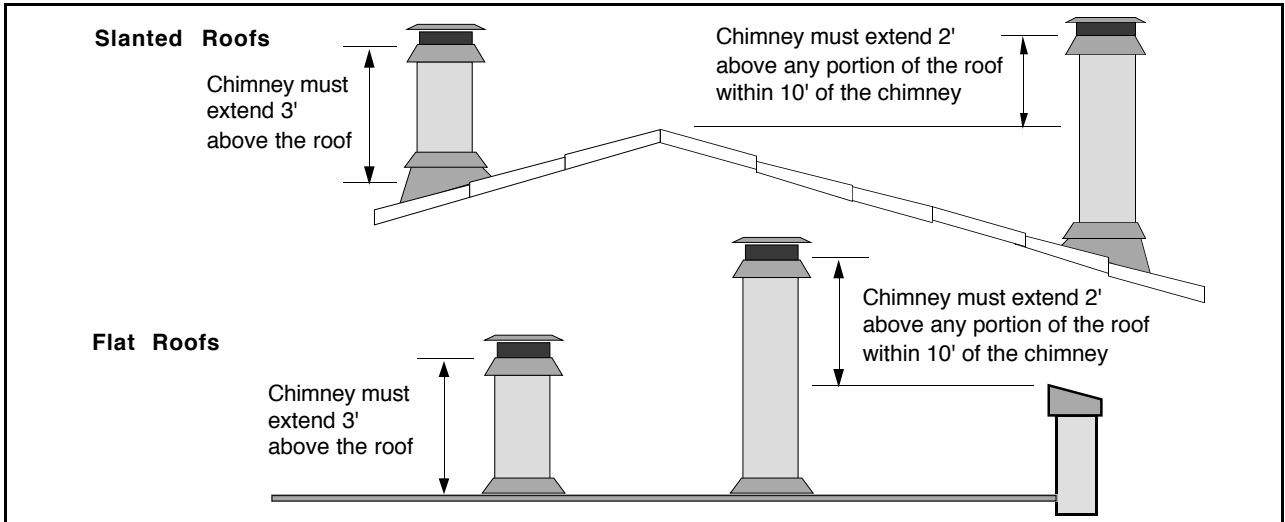 Slanted Roofs
Chimney must
extend 3'
above the roof
Chimney must extend 2'
above any portion of the roof
within 10' of the chimney
Flat Roofs
Chimney must
extend 3'
above the roof
Chimney must extend 2'
above any portion of the roof
within 10' of the chimney